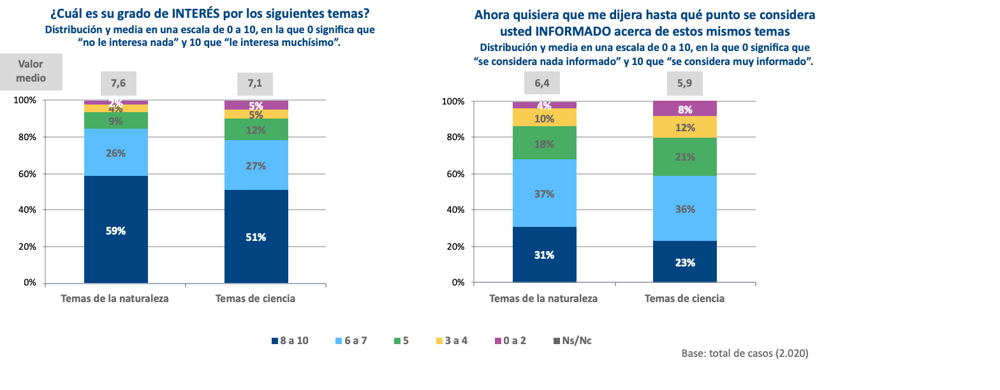 ¿Cuál es su grado de INTERÉS por los siguientes temas?
Distribución y media en una escala de 0 a 10, en la que 0 significa que
“no le interesa nada” y 10 que “le interesa muchísimo”.
Valor
medio
7,6
7,1
100%
80%
60%
40%
20%
0%
2%
4%
9%
26%
59%
5%
5%
12%
27%
51%
Temas de la naturaleza
Temas de ciencia
Ahora quisiera que me dijera hasta qué punto se considera
usted INFORMADO acerca de estos mismos temas
Distribución y media en una escala de 0 a 10, en la que 0 significa que
“se considera nada informado” y 10 que “se considera muy informado”.
6,4
5,9
100%
80%
60%
40%
20%
0%
4%
10%
18%
37%
31%
8%
12%
21%
36%
23%
Temas de la naturaleza
Temas de ciencia
8 a 10
6 a 7
5
3 a 4
0 a 2
Ns/Nc
Base: total de casos (2.020)